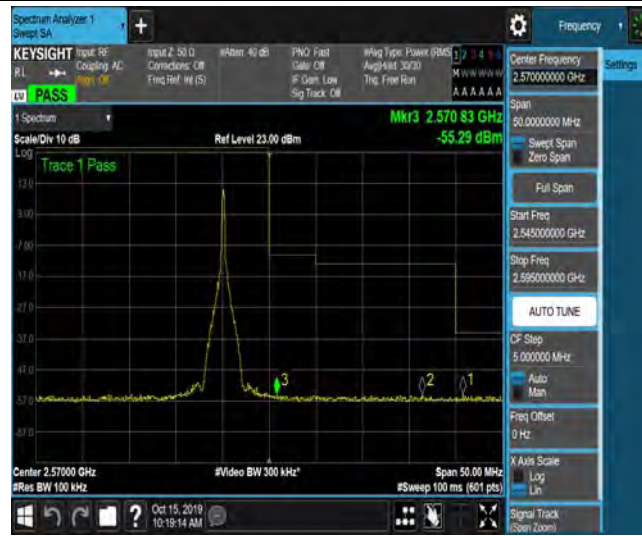 Spectrum Analyzer 1
Swept SA
+
Frequency
KEYSIGHT
RL
PASS
Input: RF
Coupling: AC
Input Z: 50 Ω
Corrections: Off
Freq Ref: Int (S)
#Atten: 40 dB
PNO: Fast
Gate: Off
IF Gain: Low
Sig Track: Off
#Avg Type: Power (RMS
Avg|Hold: 30/30
Trig: Free Run
M W W W W W
A A A A A A
1 Spectrum
Scale/Div 10 dB
Ref Level 23.00 dBm
Mkr3 2.570 83 GHz
-55.29 dBm
Log
Trace 1 Pass
13.0
3.00
-7.00
-17.0
-27.0
-37.0
-47.0
-57.0
-67.0
3
2
1
Center 2.57000 GHz
#Res BW 100 kHz
#Video BW 300 kHz*
Span 50.00 MHz
#Sweep 100 ms (601 pts)
?
Oct 15, 2019
10:19:14 AM
Center Frequency
2.570000000 GHz
Settings
Span
50.0000000 MHz
Swept Span
Zero Span
Full Span
Start Freq
2.545000000 GHz
Stop Freq
2.595000000 GHz
AUTO TUNE
CF Step
5.000000 MHz
Auto
Man
Freq Offset
0 Hz
X Axis Scale
Log
Lin
Signal Track
(Span Zoom)